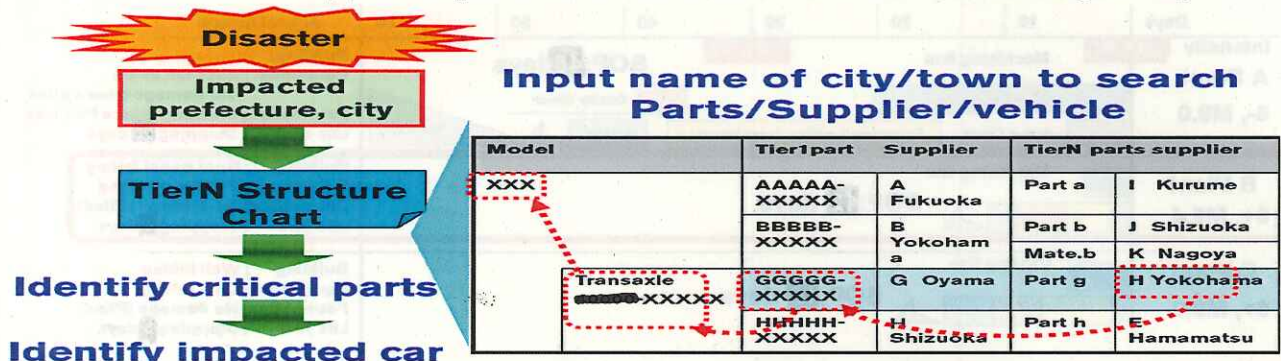 Disaster
Impacted
prefecture, city
TierN Structure
Chart
Identify critical parts
Identify impacted car
Input name of city/town to search
Parts/Supplier/vehicle
Model Tier1part Supplier TierN parts supplier
XXX AAAAA-XXXXX A Fukuoka Part a I Kurume
BBBBB-XXXXX B Yokohama Part b J Shizuoka
Mate.b K Nagoya
Transaxle -XXXXX GGGGG-XXXXX G Oyama Part g H Yokohama
HHHHH-XXXXX H Shizuoka Part h E Hamamatsu